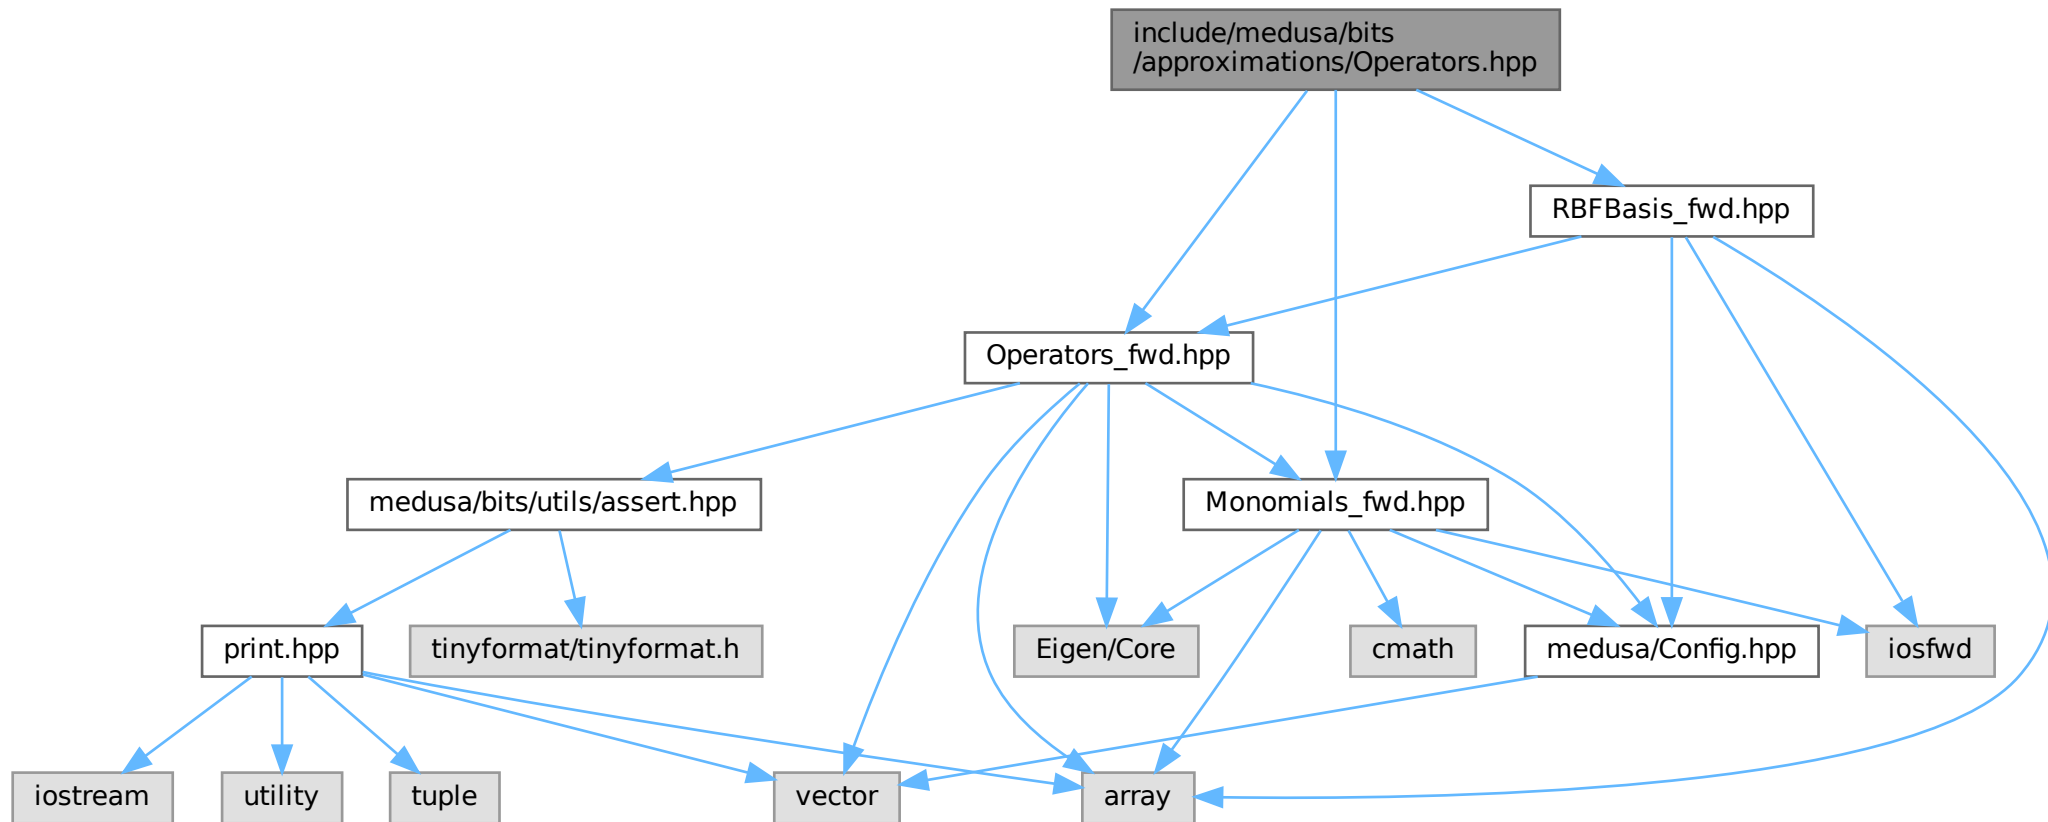 include/medusa/bits
/approximations/Operators.hpp
RBFBasis_fwd.hpp
Operators_fwd.hpp
medusa/bits/utils/assert.hpp
Monomials_fwd.hpp
print.hpp
tinyformat/tinyformat.h
Eigen/Core
cmath
medusa/Config.hpp
iosfwd
iostream
utility
tuple
vector
array